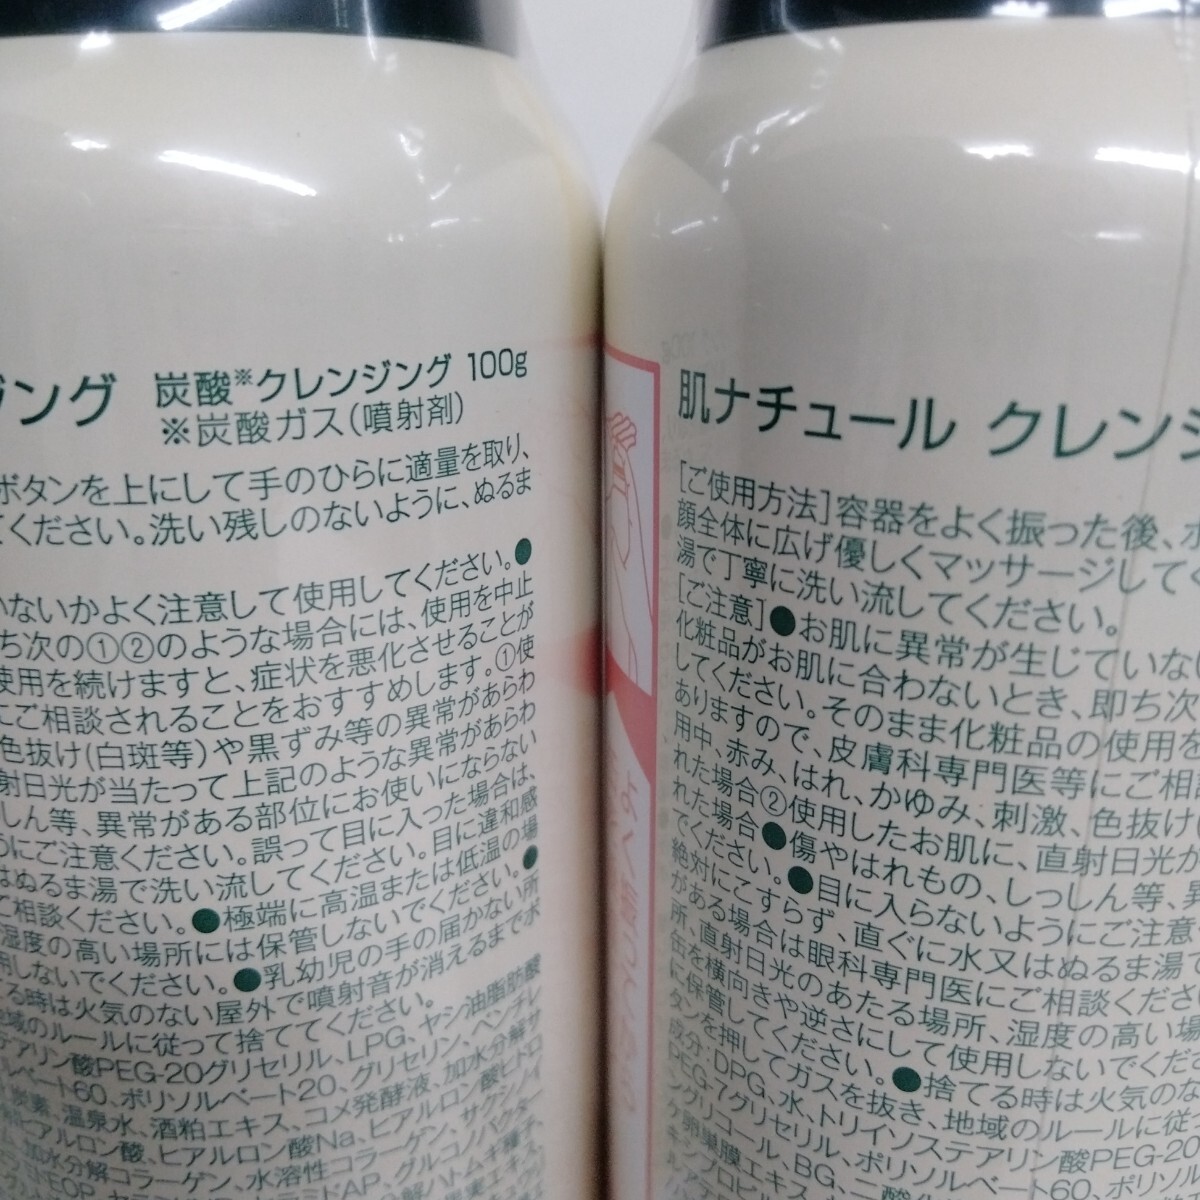 ジング 炭酸※クレンジング 100g
※炭酸ガス(噴射剤)
ボタンを上にして手のひらに適量を取り、
てください。洗い残しのないように、ぬるま
いないかよく注意して使用してください。●
ち次の①②のような場合には、使用を中止
使用を続けますと、症状を悪化させることが
にご相談されることをおすすめします。①使
色抜け(白斑等)や黒ずみ等の異常があらわ
射日光が当たって上記のような異常があらわ
しん等、異常がある部位にお使いにならない
うにご注意ください。誤って目に入った場合は、
はぬるま湯で洗い流してください。目に違和感
ご相談ください。●極端に高温または低温の場
湿度の高い場所には保管しないでください。●
用しないでください。●乳幼児の手の届かない所
る時は火気のない屋外で噴射音が消えるまでボ
地域のルールに従って捨ててください。
テアリン酸PEG-20グリセリル、LPG、ヤシ油脂肪酸
ルベート60、ポリソルベート20、グリセリン、ペンチレ
炭素、温泉水、酒粕エキス、コメ発酵液、加水分解サ
ヒアルロン酸、ヒアルロン酸Na、ヒアルロン酸ヒドロ
加水分解コラーゲン、水溶性コラーゲン、サクシノイ
肌ナチュール クレンジ
[ご使用方法]容器をよく振った後、ボ
顔全体に広げ優しくマッサージしてく
湯で丁寧に洗い流してください。
[ご注意]●お肌に異常が生じていない
化粧品がお肌に合わないとき、即ち次
してください。そのまま化粧品の使用を
ありますので、皮膚科専門医等にご相
用中、赤み、はれ、かゆみ、刺激、色抜け
れた場合②使用したお肌に、直射日光が
れた場合●傷やはれもの、しっしん等、異
でください。●目に入らないようにご注意
絶対にこすらず、直ぐに水又はぬるま湯で
がある場合は眼科専門医にご相談くださ
所、直射日光のあたる場所、湿度の高い場
缶を横向きや逆さにして使用しないでくだ
に保管してください。●捨てる時は火気のな
タンを押してガスを抜き、地域のルールに従っ
成分:DPG、水、トリイソステアリン酸PEG-20
PEG-7グリセリル、ポリソルベート60、ポリソル
ングリコール、BG、二酸化
よく振ってから